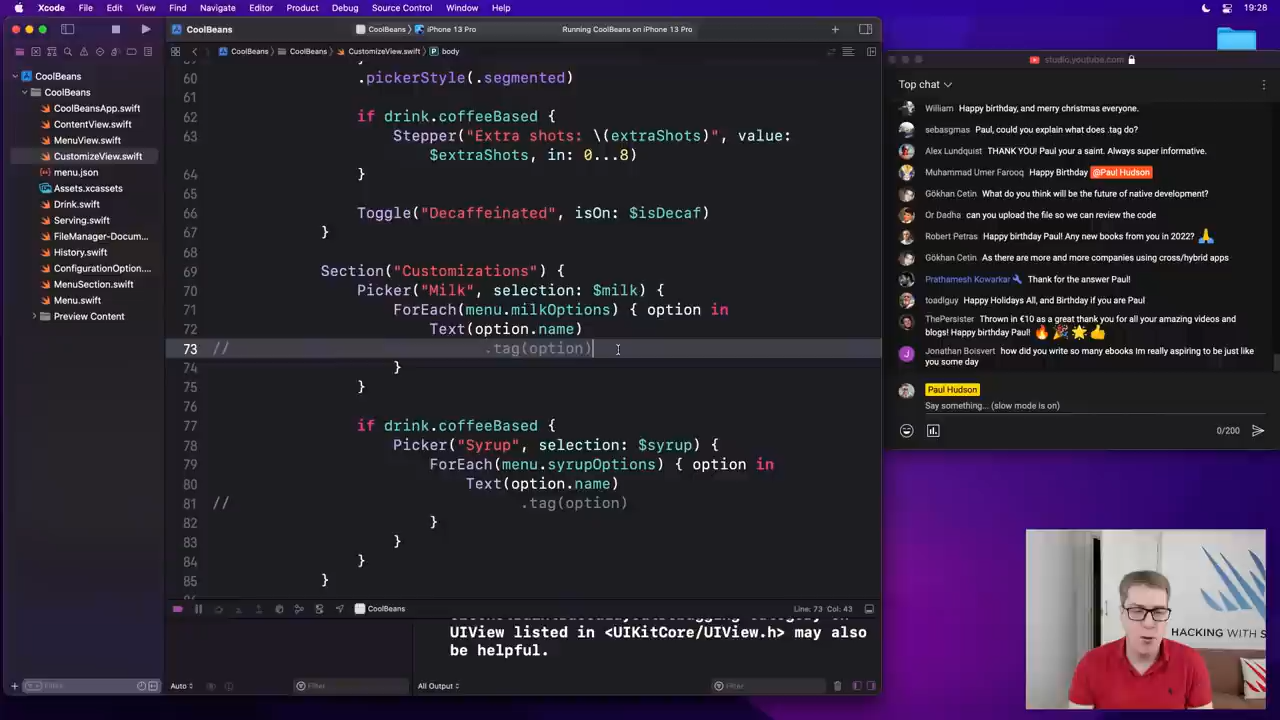 Xcode File Edit View Find Navigate Editor Product Debug Source Control Window Help 19:28
CoolBeans CoolBeans iPhone 13 Pro Running CoolBeans on iPhone 13 Pro
CoolBeans CoolBeans CustomizeView.swift body
CoolBeans
CoolBeans
CoolBeansApp.swift
ContentView.swift
MenuView.swift
CustomizeView.swift
menu.json
Assets.xcassets
Drink.swift
Serving.swift
FileManager-Docum...
History.swift
ConfigurationOption....
MenuSection.swift
Menu.swift
Preview Content
60 .pickerStyle(.segmented)
61
62 if drink.coffeeBased {
63 Stepper("Extra shots: \(extraShots)", value:
$extraShots, in: 0...8)
64 }
65
66 Toggle("Decaffeinated", isOn: $isDecaf)
67 }
68
69 Section("Customizations") {
70 Picker("Milk", selection: $milk) {
71 ForEach(menu.milkOptions) { option in
72 Text(option.name)
73 // .tag(option)
74 }
75 }
76
77 if drink.coffeeBased {
78 Picker("Syrup", selection: $syrup) {
79 ForEach(menu.syrupOptions) { option in
80 Text(option.name)
81 // .tag(option)
82 }
83 }
84 }
85 }
CoolBeans Line: 73 Col: 43
UIView listed in <UIKitCore/UIView.h> may also
be helpful.
Filter Auto Filter All Output Filter
studio.youtube.com
Top chat
William Happy birthday, and merry christmas everyone.
sebasgmas Paul, could you explain what does .tag do?
Alex Lundquist THANK YOU! Paul your a saint. Always super informative.
Muhammad Umer Farooq Happy Birthday @Paul Hudson
Gökhan Cetin What do you think will be the future of native development?
Or Dadha can you upload the file so we can review the code
Robert Petras Happy birthday Paul! Any new books from you in 2022? 🙏
Gökhan Cetin As there are more and more companies using cross/hybrid apps
Prathamesh Kowarkar Thank for the answer Paul!
toadlguy Happy Holidays All, and Birthday if you are Paul
ThePersister Thrown in €10 as a great thank you for all your amazing videos and
blogs! Happy birthday Paul! 🔥 🎉 🌟 👍
J Jonathan Boisvert how did you write so many ebooks Im really aspiring to be just like
you some day
Paul Hudson
Say something... (slow mode is on)
0/200
HACKING WITH S